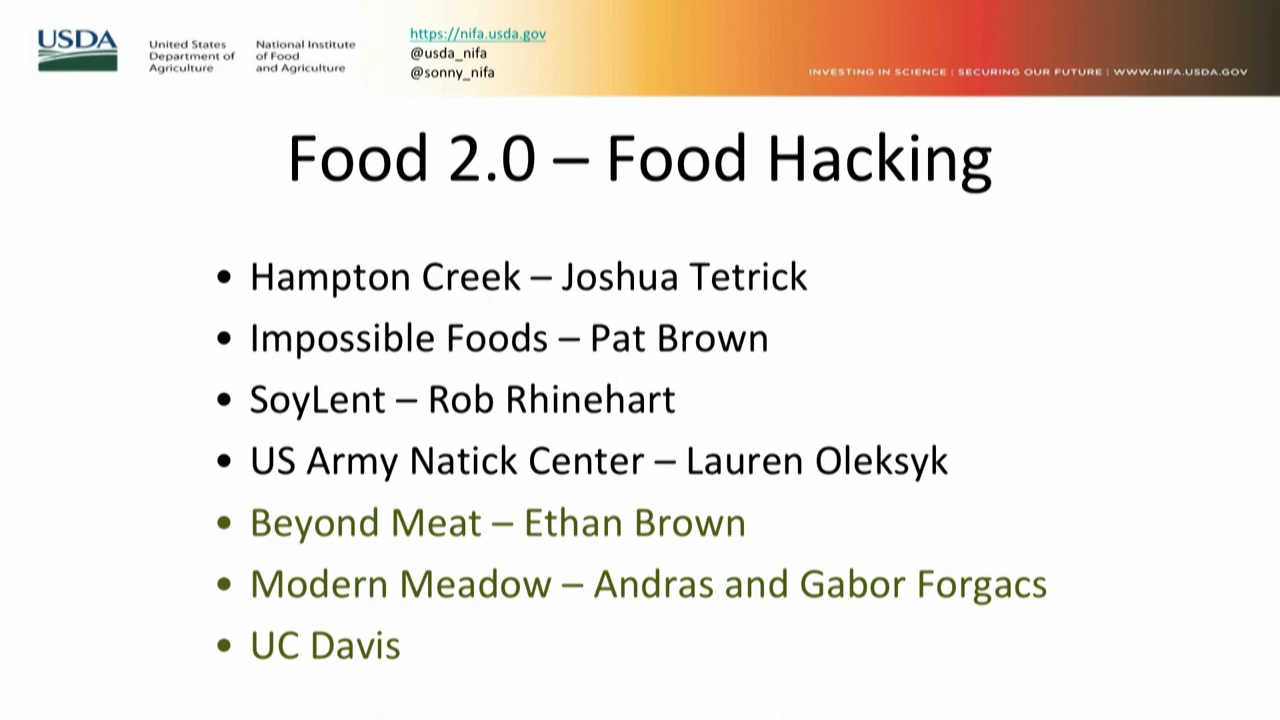 USDA
United States
Department of
Agriculture
National Institute
of Food
and Agriculture
https://nifa.usda.gov
@usda_nifa
@sonny_nifa
INVESTING IN SCIENCE | SECURING OUR FUTURE | WWW.NIFA.USDA.GOV
Food 2.0 – Food Hacking
• Hampton Creek – Joshua Tetrick
• Impossible Foods – Pat Brown
• SoyLent – Rob Rhinehart
• US Army Natick Center – Lauren Oleksyk
• Beyond Meat – Ethan Brown
• Modern Meadow – Andras and Gabor Forgacs
• UC Davis